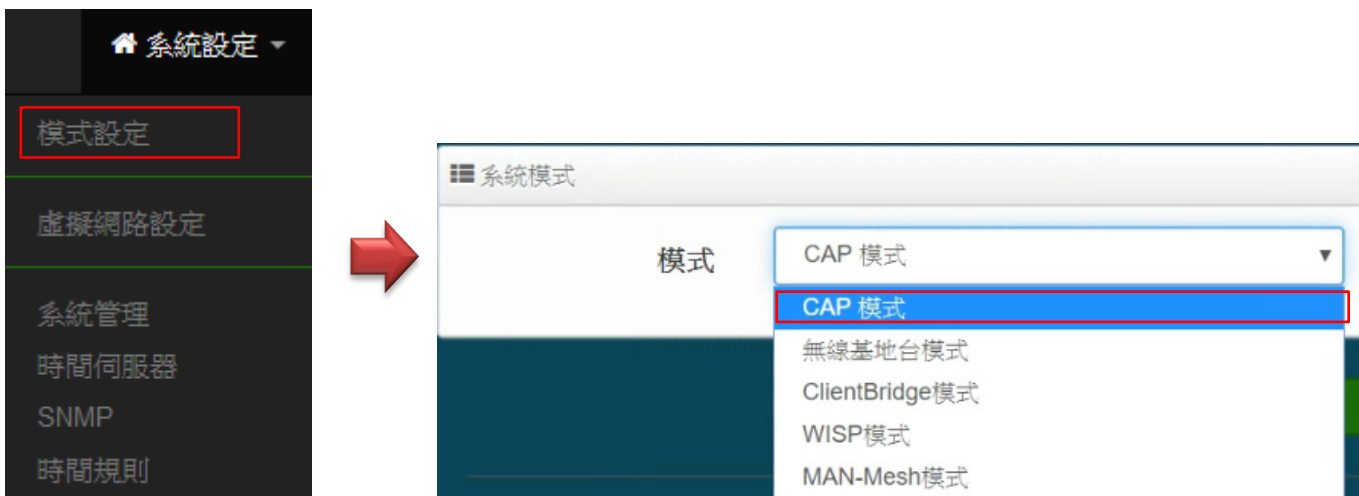 系統設定
模式設定
虛擬網路設定
系統管理
時間伺服器
SNMP
時間規則
系統模式
模式 CAP 模式
CAP 模式
無線基地台模式
ClientBridge模式
WISP模式
MAN-Mesh模式